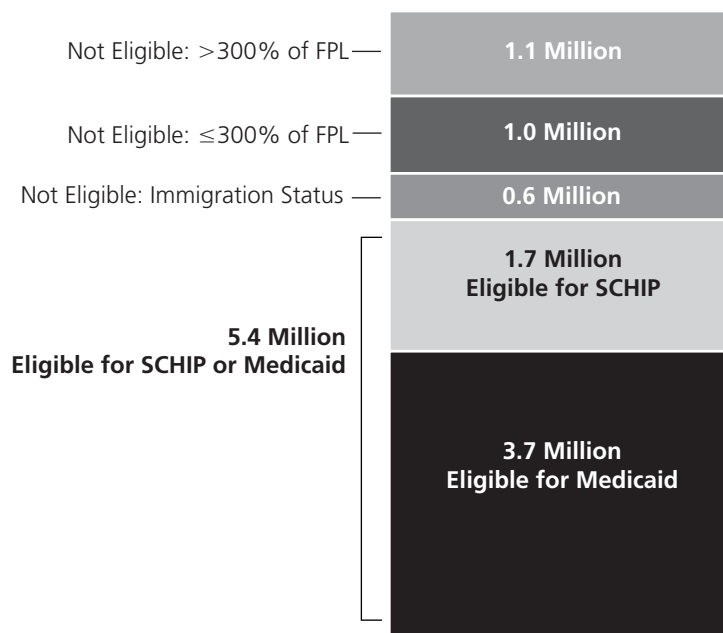 Not Eligible: >300% of FPL
1.1 Million
Not Eligible: ≤300% of FPL
1.0 Million
Not Eligible: Immigration Status
0.6 Million
1.7 Million
Eligible for SCHIP
5.4 Million
Eligible for SCHIP or Medicaid
3.7 Million
Eligible for Medicaid